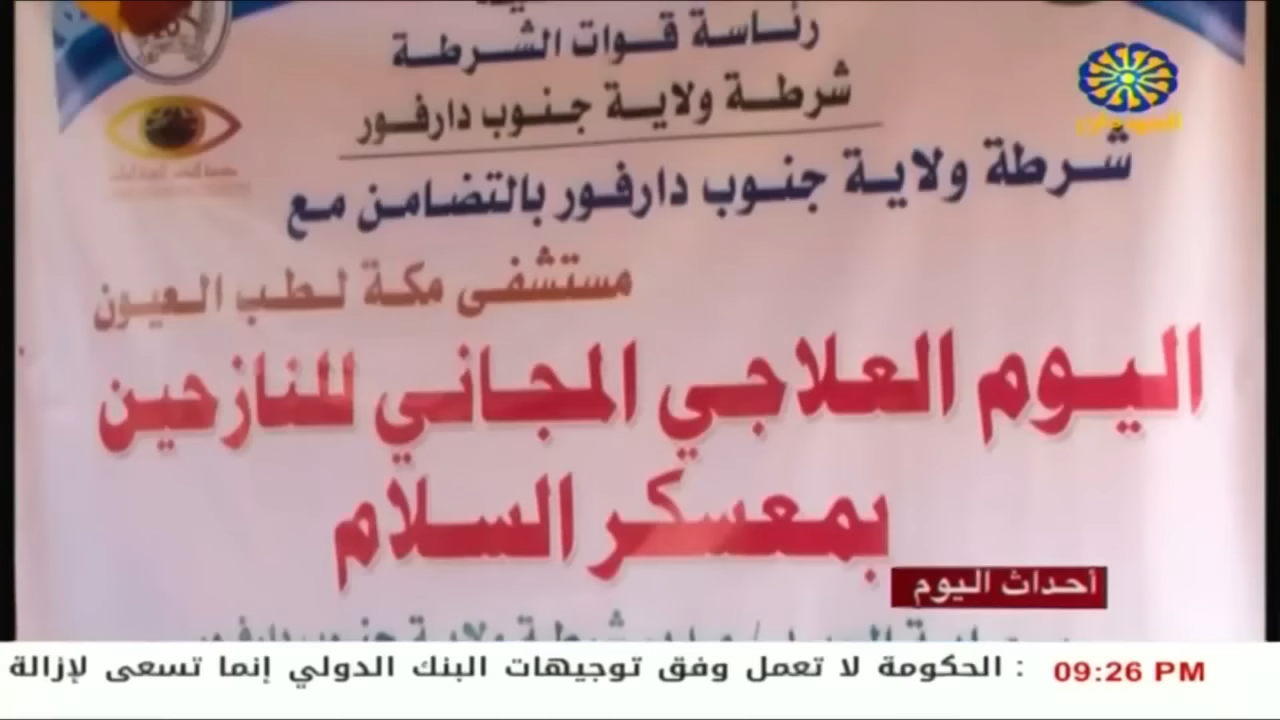 رئاسة قوات الشرطة
شرطة ولاية جنوب دارفور
شرطة ولاية جنوب دارفور بالتضامن مع
مستشفى مكة لطب العيون
اليوم العلاجي المجاني للنازحين
بمعسكر السلام
أحداث اليوم
09:26 PM : الحكومة لا تعمل وفق توجيهات البنك الدولي إنما تسعى لإزالة